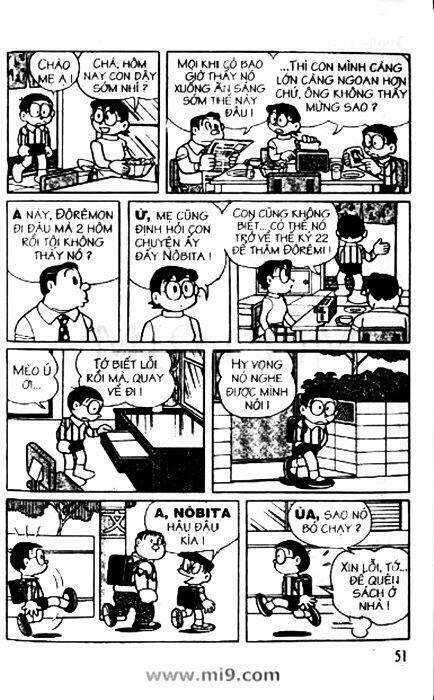 CHÀO
MẸ Ạ !
CHÀ, HÔM
NAY CON DẬY
SỚM NHỈ ?
MỌI KHI CÓ BAO
GIỜ THẤY NÓ
XUỐNG ĂN SÁNG
SỚM THẾ NÀY
ĐÂU !
...THÌ CON MÌNH CÀNG
LỚN CÀNG NGOAN HƠN
CHỨ, ÔNG KHÔNG THẤY
MỪNG SAO ?
À NÀY, ĐÔRÊMON
ĐI ĐÂU MÀ 2 HÔM
RỒI TÔI KHÔNG
THẤY NÓ ?
Ừ, MẸ CŨNG
ĐỊNH HỎI CON
CHUYỆN ẤY
ĐẤY NÔBITA !
CON CŨNG KHÔNG
BIẾT... CÓ THỂ NÓ
TRỞ VỀ THẾ KỶ 22
ĐỂ THĂM ĐÔRÊMI !
MÈO Ú
ƠI...
TỚ BIẾT LỖI
RỒI MÀ, QUAY
VỀ ĐI !
HY VỌNG
NÓ NGHE
ĐƯỢC MÌNH
NÓI !
A, NÔBITA
HẬU ĐẬU
KÌA !
ỦA, SAO NÓ
BỎ CHẠY ?
XIN LỖI, TỚ...
ĐỂ QUÊN
SÁCH Ở
NHÀ !
51
www.mi9.com